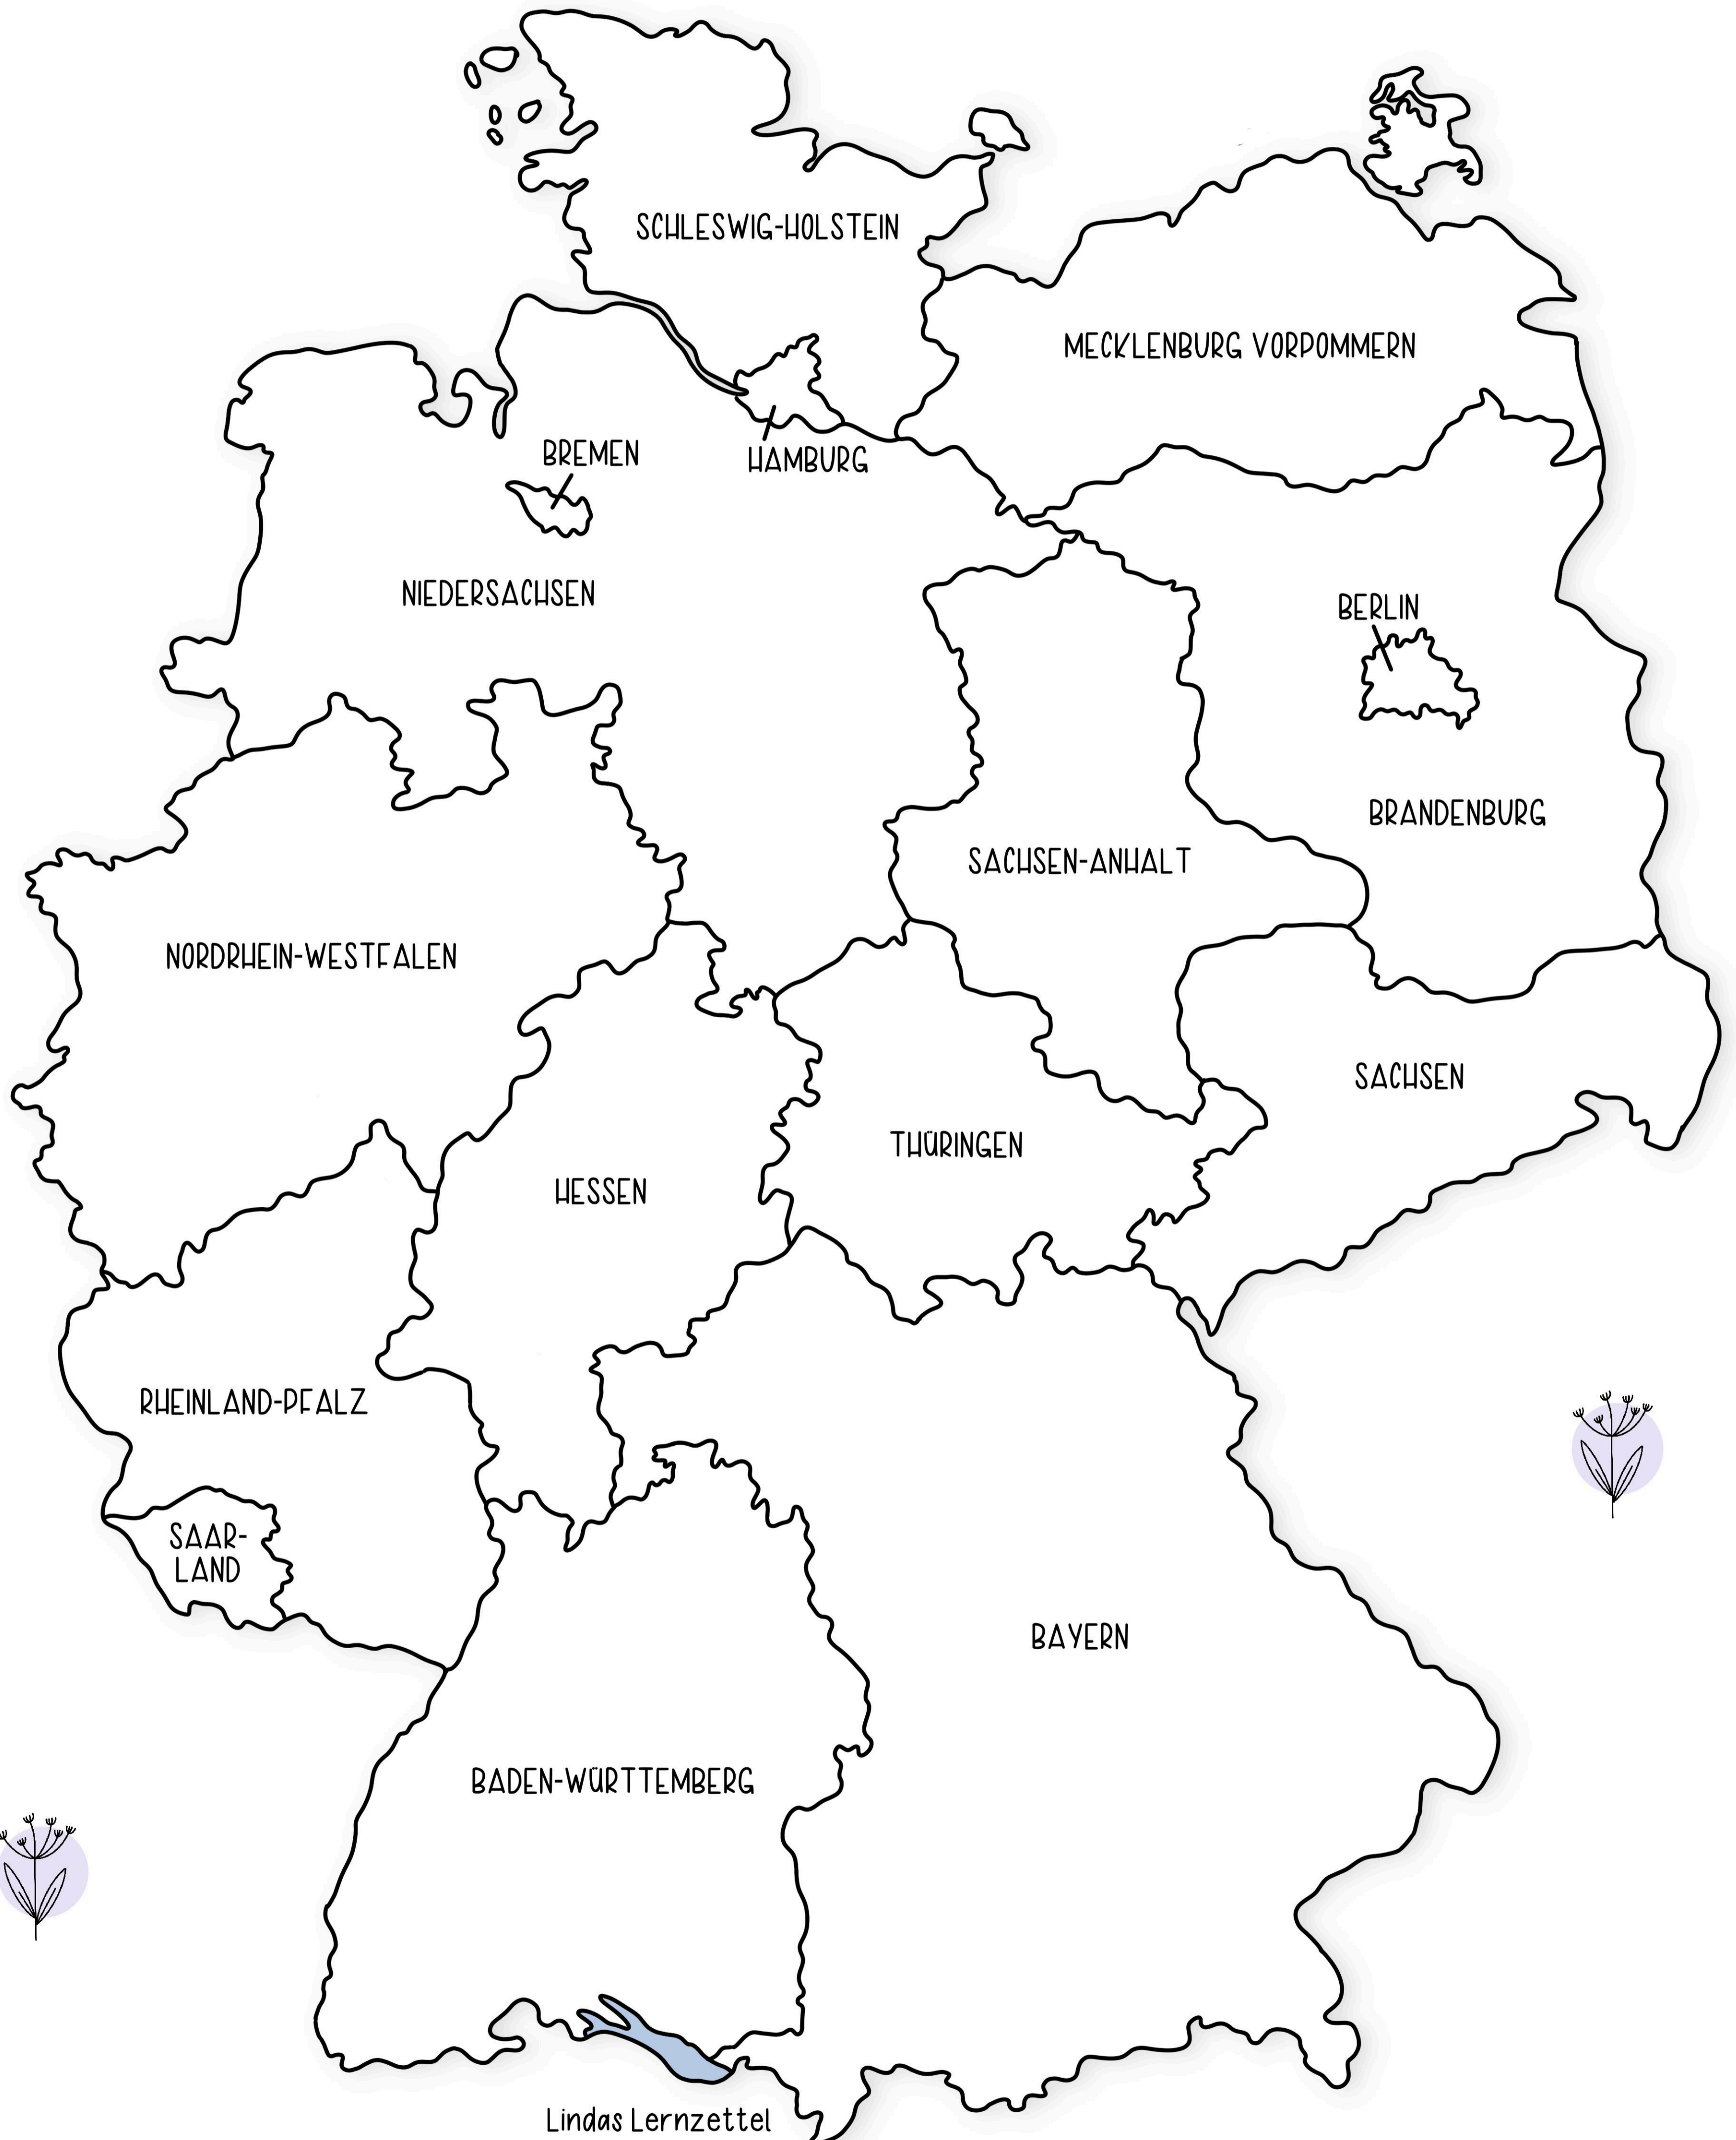 SCHLESWIG-HOLSTEIN
MECKLENBURG VORPOMMERN
BREMEN
HAMBURG
NIEDERSACHSEN
BERLIN
BRANDENBURG
SACHSEN-ANHALT
NORDRHEIN-WESTFALEN
SACHSEN
THÜRINGEN
HESSEN
RHEINLAND-PFALZ
SAAR-
LAND
BAYERN
BADEN-WÜRTTEMBERG
Lindas Lernzettel